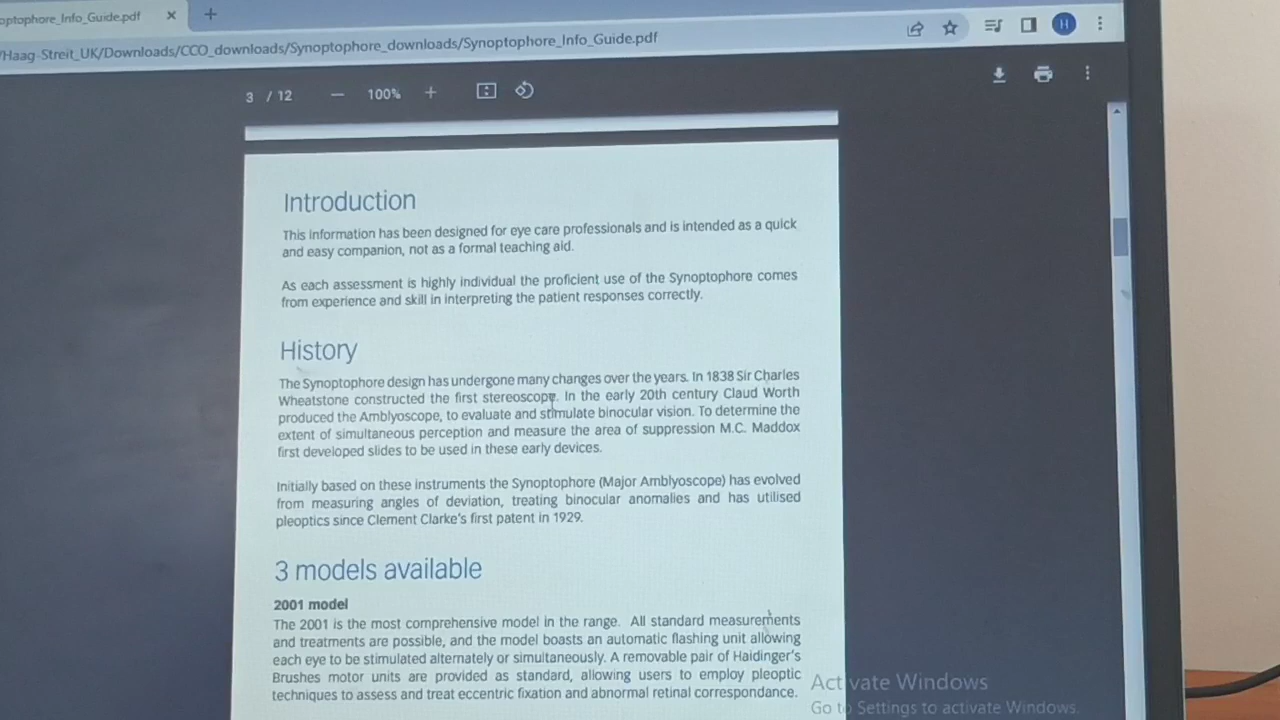 optophore_Info_Guide.pdf
/Haag-Streit_UK/Downloads/CCO_downloads/Synoptophore_downloads/Synoptophore_Info_Guide.pdf
H
3 / 12 — 100% +
Introduction
This information has been designed for eye care professionals and is intended as a quick
and easy companion, not as a formal teaching aid.
As each assessment is highly individual the proficient use of the Synoptophore comes
from experience and skill in interpreting the patient responses correctly.
History
The Synoptophore design has undergone many changes over the years. In 1838 Sir Charles
Wheatstone constructed the first stereoscope. In the early 20th century Claud Worth
produced the Amblyoscope, to evaluate and stimulate binocular vision. To determine the
extent of simultaneous perception and measure the area of suppression M.C. Maddox
first developed slides to be used in these early devices.
Initially based on these instruments the Synoptophore (Major Amblyoscope) has evolved
from measuring angles of deviation, treating binocular anomalies and has utilised
pleoptics since Clement Clarke's first patent in 1929.
3 models available
2001 model
The 2001 is the most comprehensive model in the range. All standard measurements
and treatments are possible, and the model boasts an automatic flashing unit allowing
each eye to be stimulated alternately or simultaneously. A removable pair of Haidinger's
Brushes motor units are provided as standard, allowing users to employ pleoptic
techniques to assess and treat eccentric fixation and abnormal retinal correspondance.
Activate Windows
Go to Settings to activate Windows.